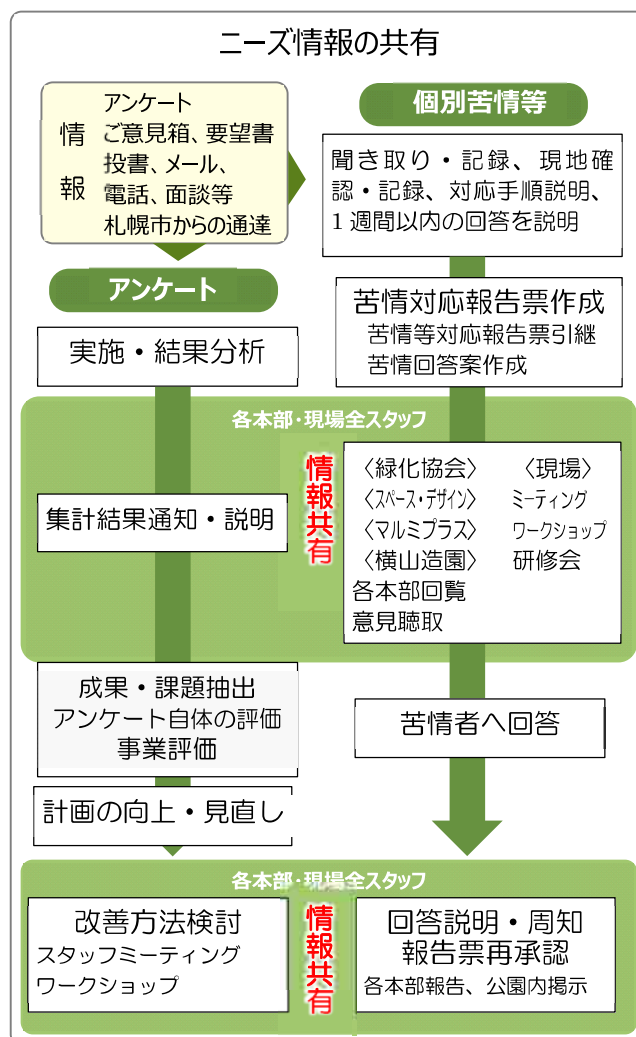 ニーズ情報の共有
情報
アンケート
ご意見箱、要望書
投書、メール、
電話、面談等
札幌市からの通達
個別苦情等
聞き取り・記録、現地確
認・記録、対応手順説明、
1週間以内の回答を説明
苦情対応報告票作成
苦情等対応報告票引継
苦情回答案作成
アンケート
実施・結果分析
各本部・現場全スタッフ
集計結果通知・説明
情報共有
〈緑化協会〉 〈現場〉
〈スペース・デザイン〉 ミーティング
〈マルミプラス〉 ワークショップ
〈横山造園〉 研修会
各本部回覧
意見聴取
成果・課題抽出
アンケート自体の評価
事業評価
計画の向上・見直し
苦情者へ回答
各本部・現場全スタッフ
改善方法検討
スタッフミーティング
ワークショップ
情報共有
回答説明・周知
報告票再承認
各本部報告、公園内掲示